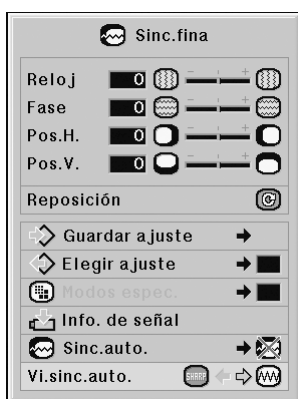 Sinc.fina
Reloj 0
Fase 0
Pos.H. 0
Pos.V. 0
Reposición
Guardar ajuste
Elegir ajuste
Modos espec.
Info. de señal
Sinc.auto.
Vi.sinc.auto. SHARP